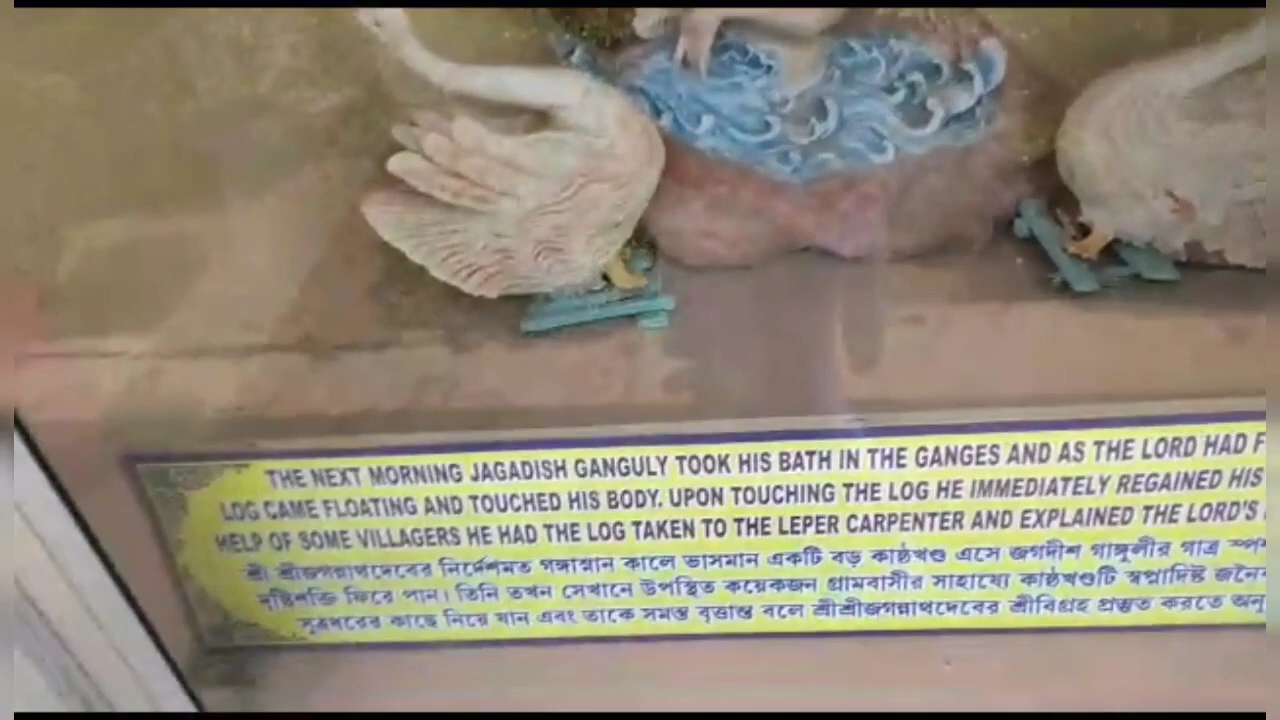 THE NEXT MORNING JAGADISH GANGULY TOOK HIS BATH IN THE GANGES AND AS THE LORD HAD
LOG CAME FLOATING AND TOUCHED HIS BODY. UPON TOUCHING THE LOG HE IMMEDIATELY REGAINED HIS
HELP OF SOME VILLAGERS HE HAD THE LOG TAKEN TO THE LEPER CARPENTER AND EXPLAINED THE LORD'S
শ্রী শ্রীজগন্নাথদেবের নির্দেশমত গঙ্গাস্নান কালে ভাসমান একটি বড় কাষ্ঠখণ্ড এসে জগদীশ গাঙ্গুলীর গাত্র
দৃষ্টিশক্তি ফিরে পান। তিনি তখন সেখানে উপস্থিত কয়েকজন গ্রামবাসীর সাহায্যে কাষ্ঠখণ্ডটি স্বপ্নাদিষ্ট
সূত্রধরের কাছে নিয়ে যান এবং তাকে সমস্ত বৃত্তান্ত বলে শ্রীশ্রীজগন্নাথদেবের শ্রীবিগ্রহ প্রস্তুত করতে